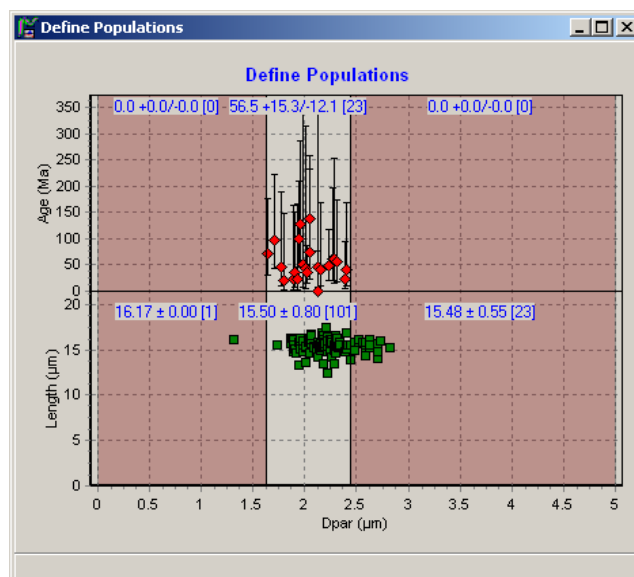 Define Populations
Define Populations
0.0 +0.0/-0.0 [0] 56.5 +15.3/-12.1 [23] 0.0 +0.0/-0.0 [0]
350
300
250
200
150
100
50
0
Age (Ma)
16.17 ± 0.00 [1] 15.50 ± 0.80 [101] 15.48 ± 0.55 [23]
20
15
10
5
0
Length (µm)
0 0.5 1 1.5 2 2.5 3 3.5 4 4.5 5
Dpar (µm)